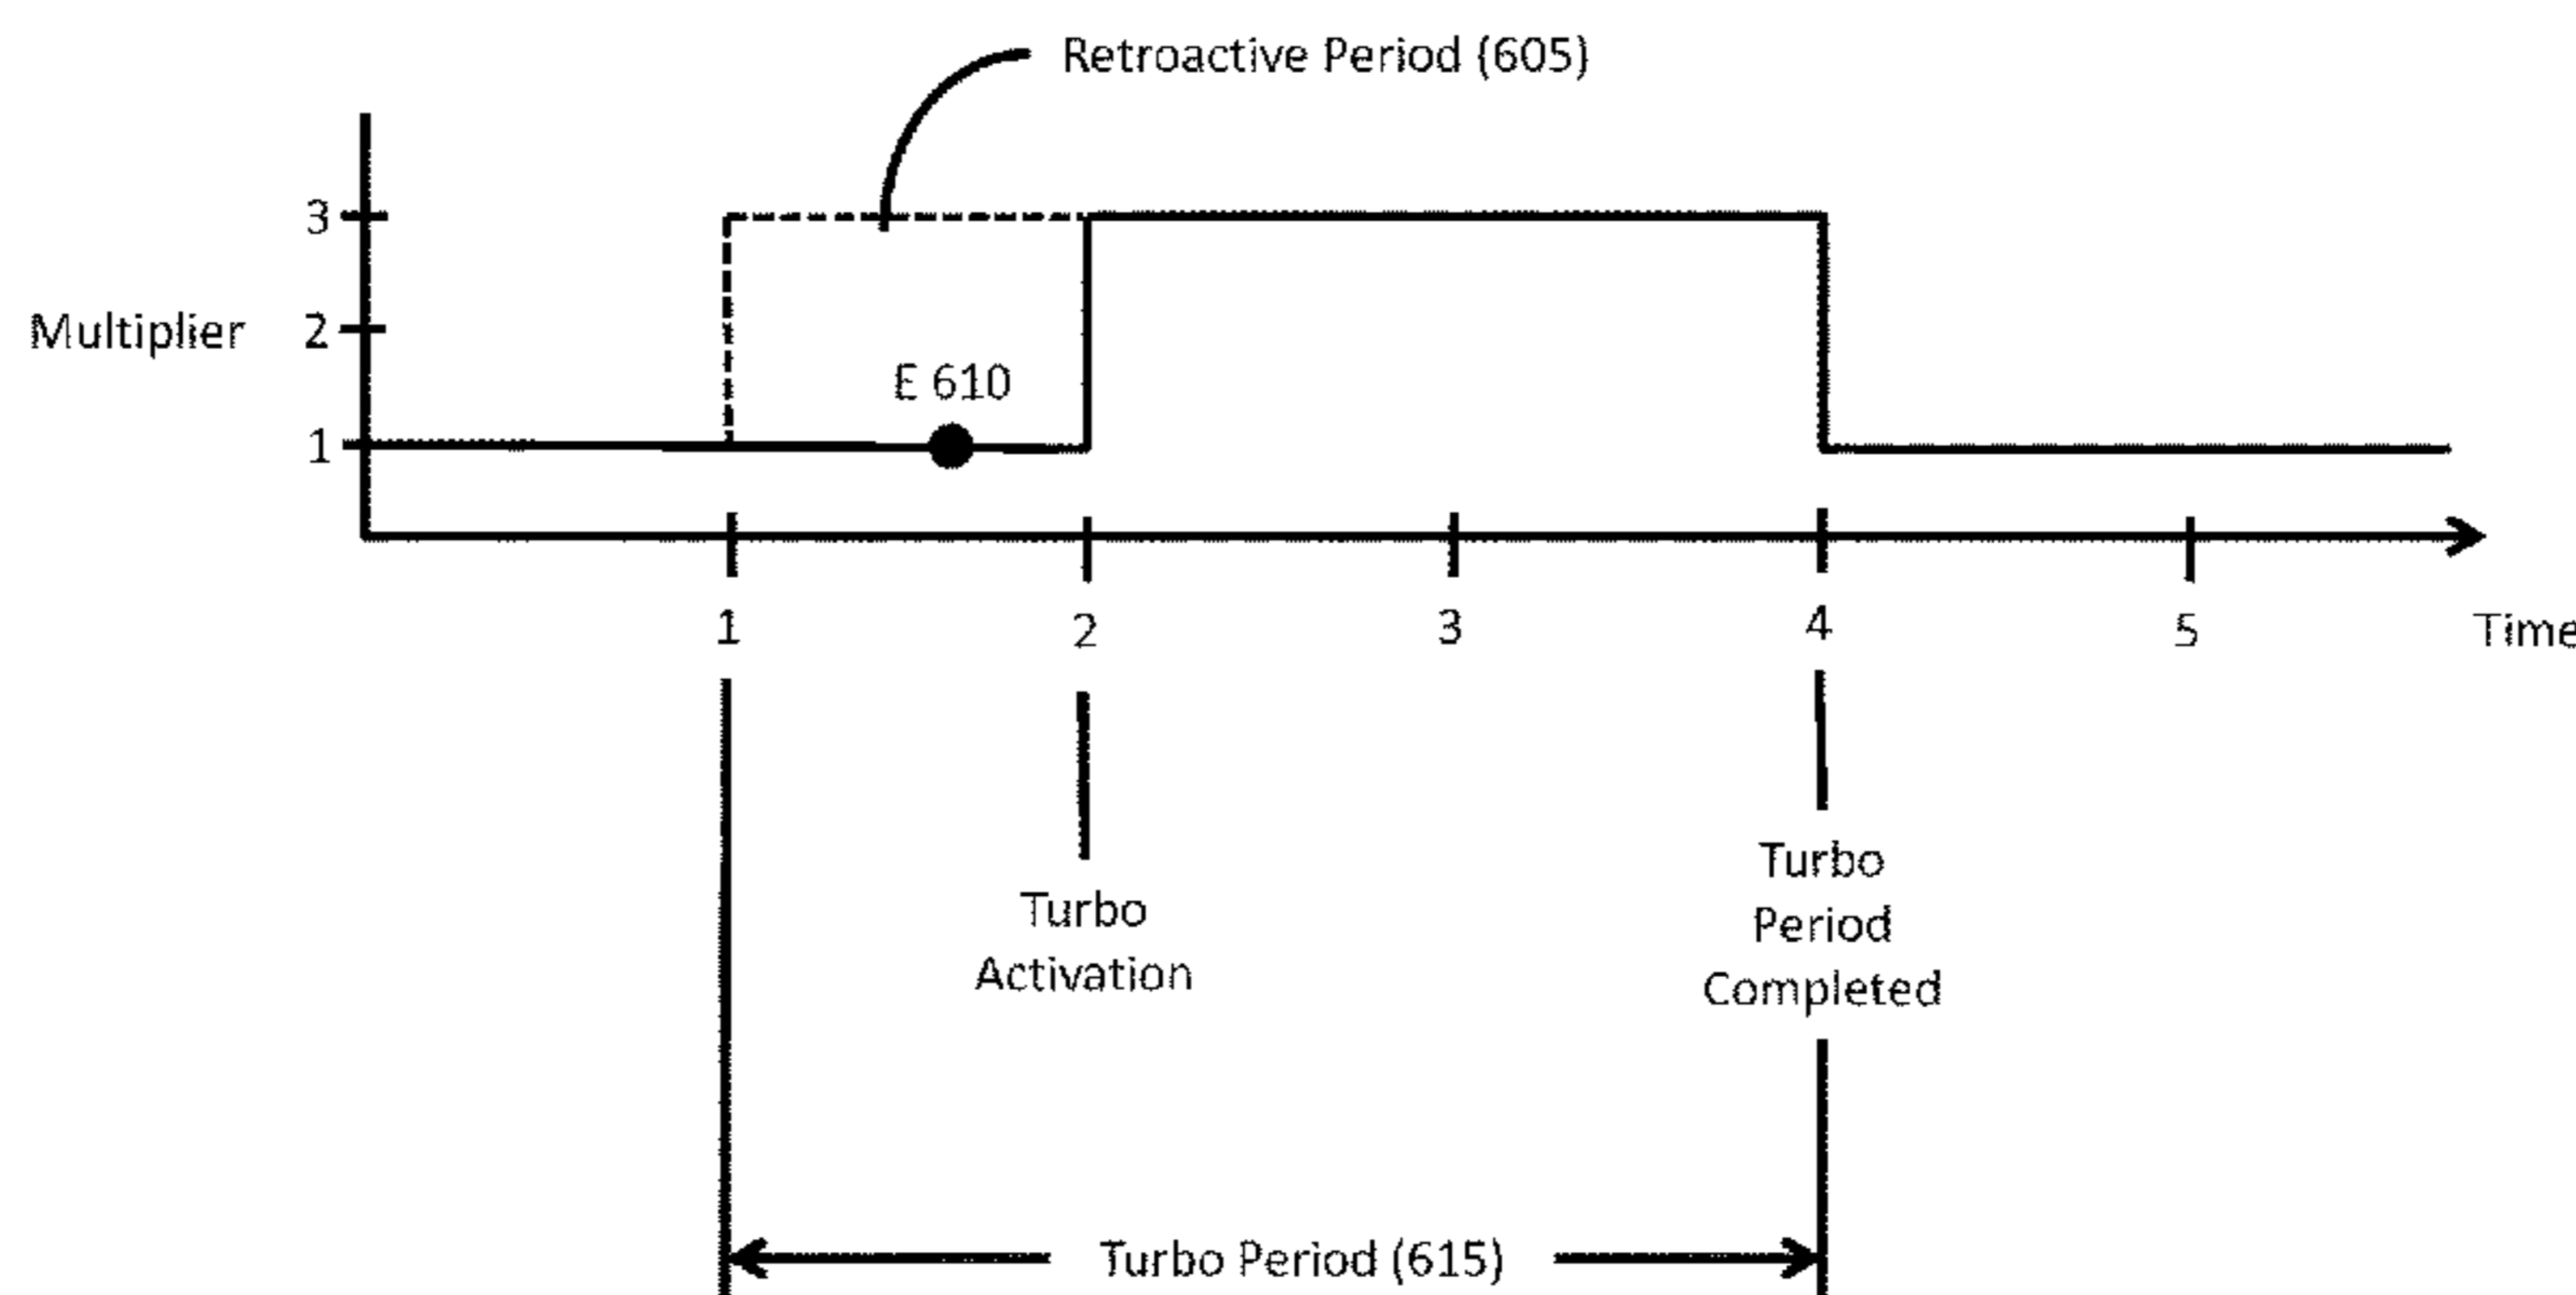 Retroactive Period (605)
3
Multiplier
2
E 610
1
1
2
3
4
5
Time
Turbo
Activation
Turbo
Period
Completed
Turbo Period (615)